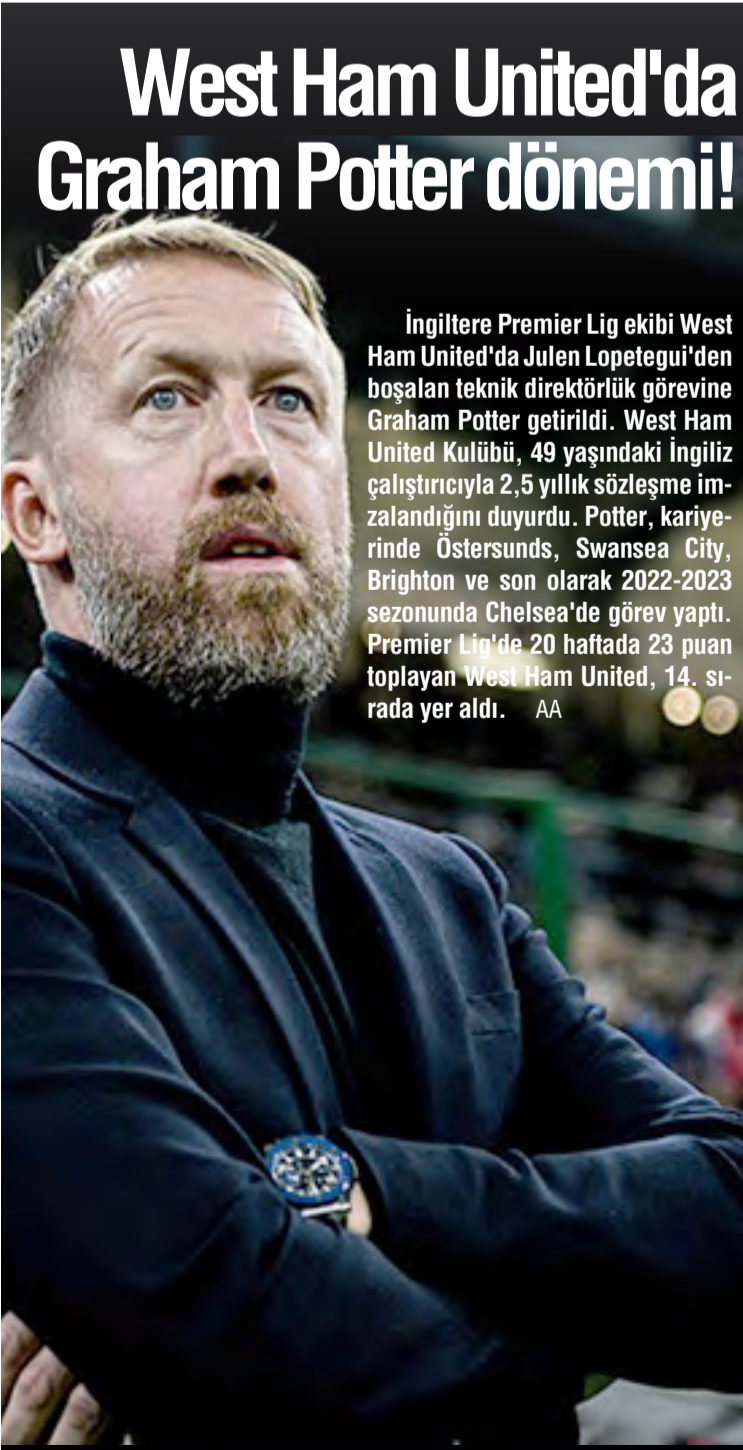 West Ham United'da
Graham Potter dönemi!
İngiltere Premier Lig ekibi West
Ham United'da Julen Lopetegui'den
boşalan teknik direktörlük görevine
Graham Potter getirildi. West Ham
United Kulübü, 49 yaşındaki İngiliz
çalıştırıcıyla 2,5 yıllık sözleşme im-
zalandığını duyurdu. Potter, kariye-
rinde Östersunds, Swansea City,
Brighton ve son olarak 2022-2023
sezonunda Chelsea'de görev yaptı.
Premier Lig'de 20 haftada 23 puan
toplayan West Ham United, 14. sı-
rada yer aldı. AA